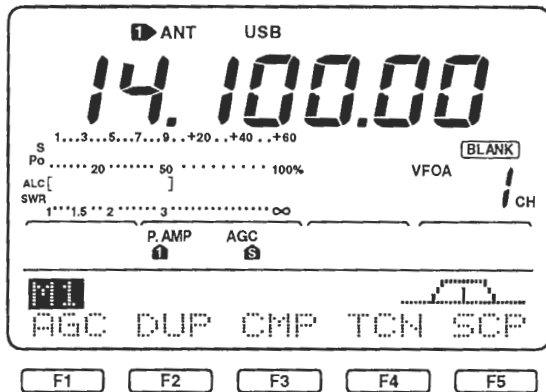 1 ANT USB
14.100.00
S 1...3...5...7...9..+20..+40..+60
Po 20 50 100%
BLANK
VFOA
ALC
1 CH
SWR 1 1.5 2 3 ∞
P.AMP AGC
1 S
M1
AGC DUP CMP TCN SCP
F1 F2 F3 F4 F5